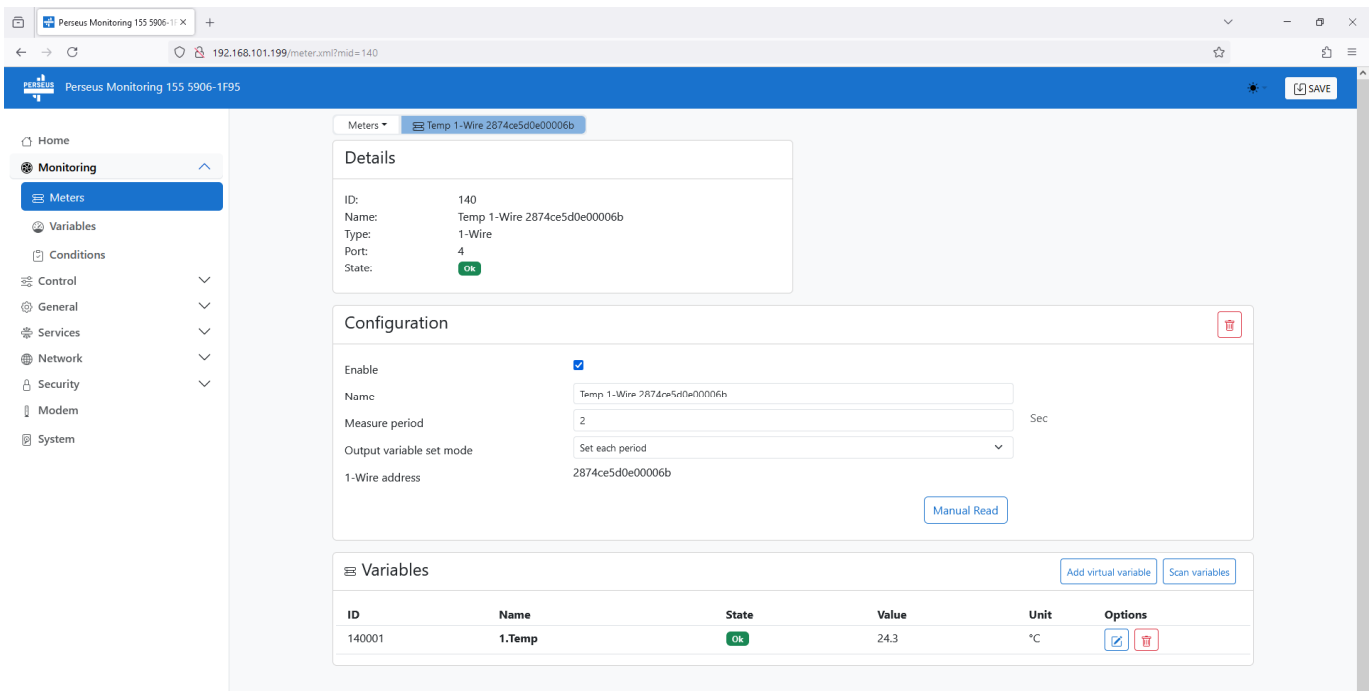 Perseus Monitoring 155 5906-1F
192.168.101.199/meter.xml?mid=140
PERSEUS
Perseus Monitoring 155 5906-1F95
SAVE
Home
Monitoring
Meters
Variables
Conditions
Control
General
Services
Network
Security
Modem
System
Meters
Temp 1-Wire 2874ce5d0e00006b
Details
ID: 140
Name: Temp 1-Wire 2874ce5d0e00006b
Type: 1-Wire
Port: 4
State: Ok
Configuration
Enable
Name Temp 1-Wire 2874ce5d0e00006b
Measure period 2 Sec
Output variable set mode Set each period
1-Wire address 2874ce5d0e00006b
Manual Read
Variables
Add virtual variable Scan variables
ID Name State Value Unit Options
140001 1.Temp Ok 24.3 °C